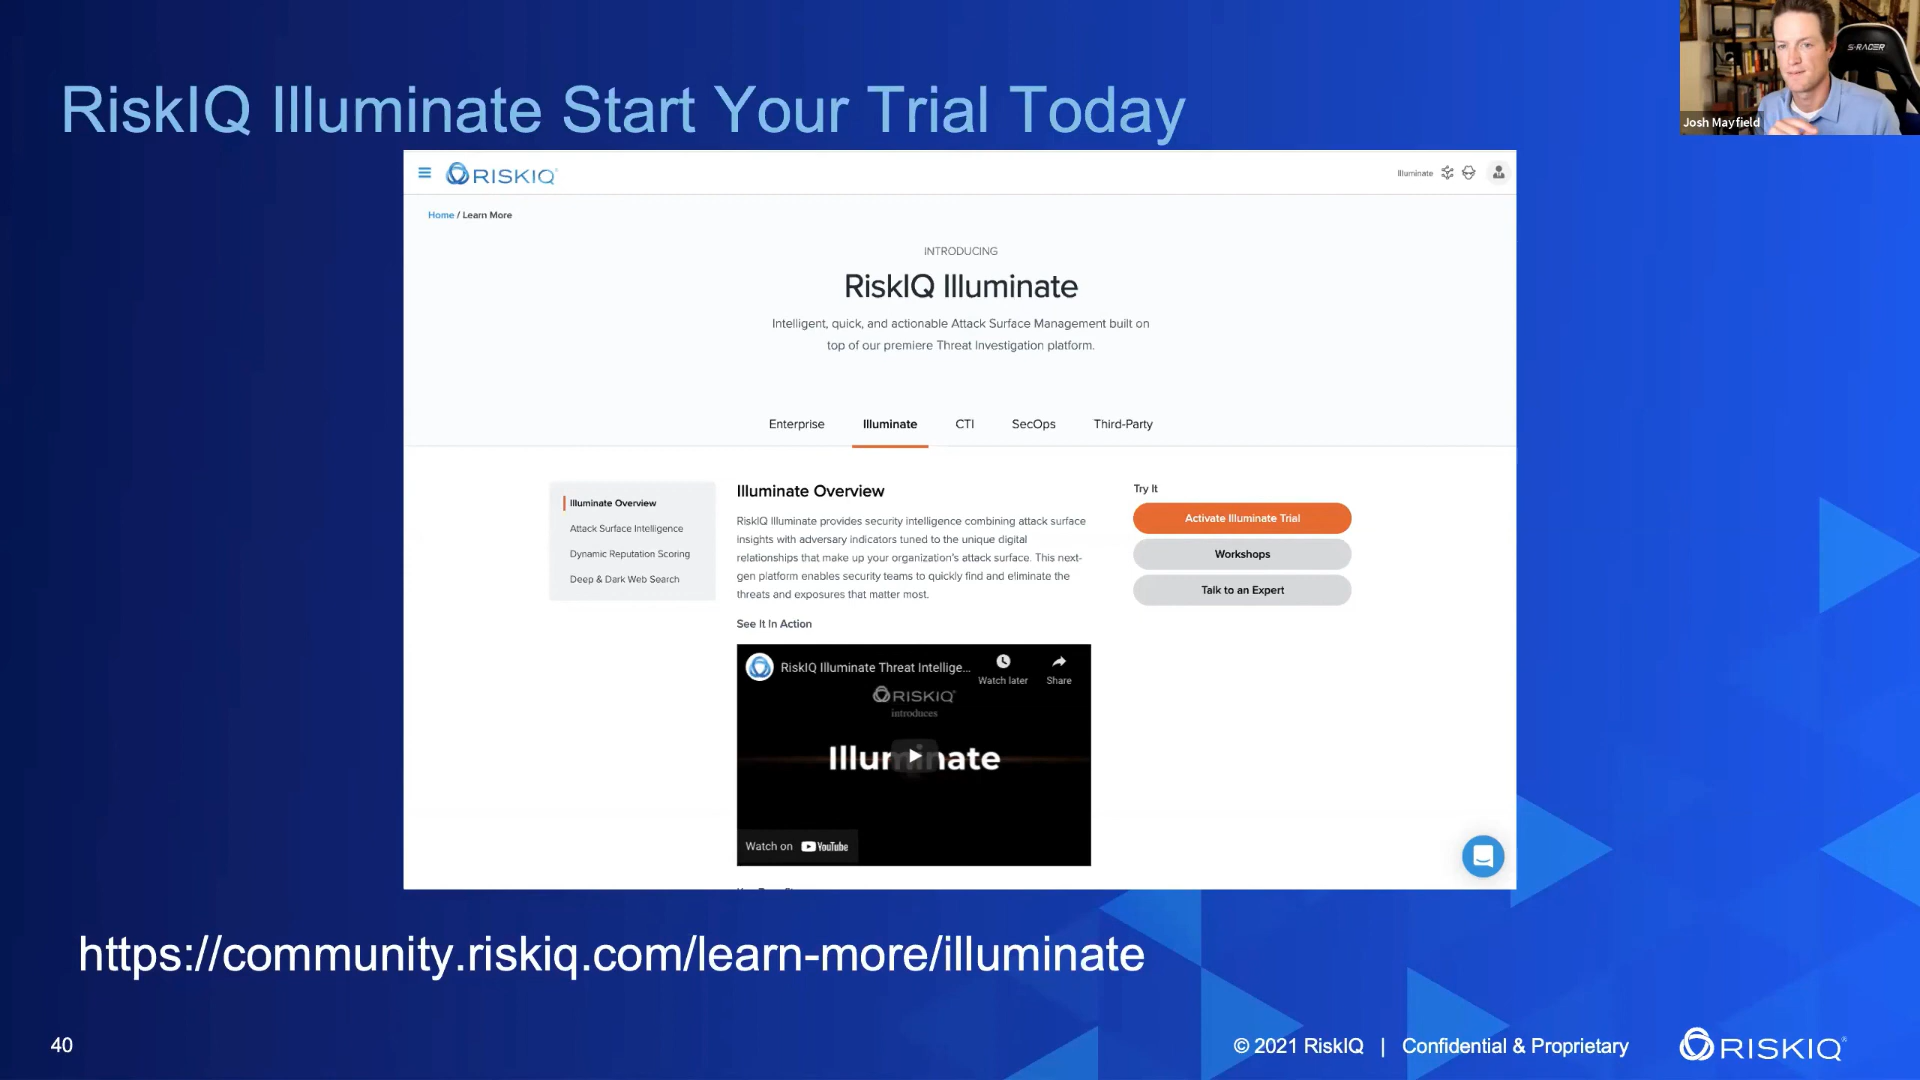 RiskIQ Illuminate Start Your Trial Today
S-RACER
Josh Mayfield
RISKIQ
Illuminate
Home / Learn More
INTRODUCING
RiskIQ Illuminate
Intelligent, quick, and actionable Attack Surface Management built on
top of our premiere Threat Investigation platform.
Enterprise
Illuminate
CTI
SecOps
Third-Party
Illuminate Overview
Attack Surface Intelligence
Dynamic Reputation Scoring
Deep & Dark Web Search
Illuminate Overview
RiskIQ Illuminate provides security intelligence combining attack surface
insights with adversary indicators tuned to the unique digital
relationships that make up your organization's attack surface. This next-
gen platform enables security teams to quickly find and eliminate the
threats and exposures that matter most.
See It In Action
RiskIQ Illuminate Threat Intellige...
Watch later
Share
RISKIQ
introduces
Watch on YouTube
Try It
Activate Illuminate Trial
Workshops
Talk to an Expert
https://community.riskiq.com/learn-more/illuminate
40
© 2021 RiskIQ | Confidential & Proprietary
RISKIQ